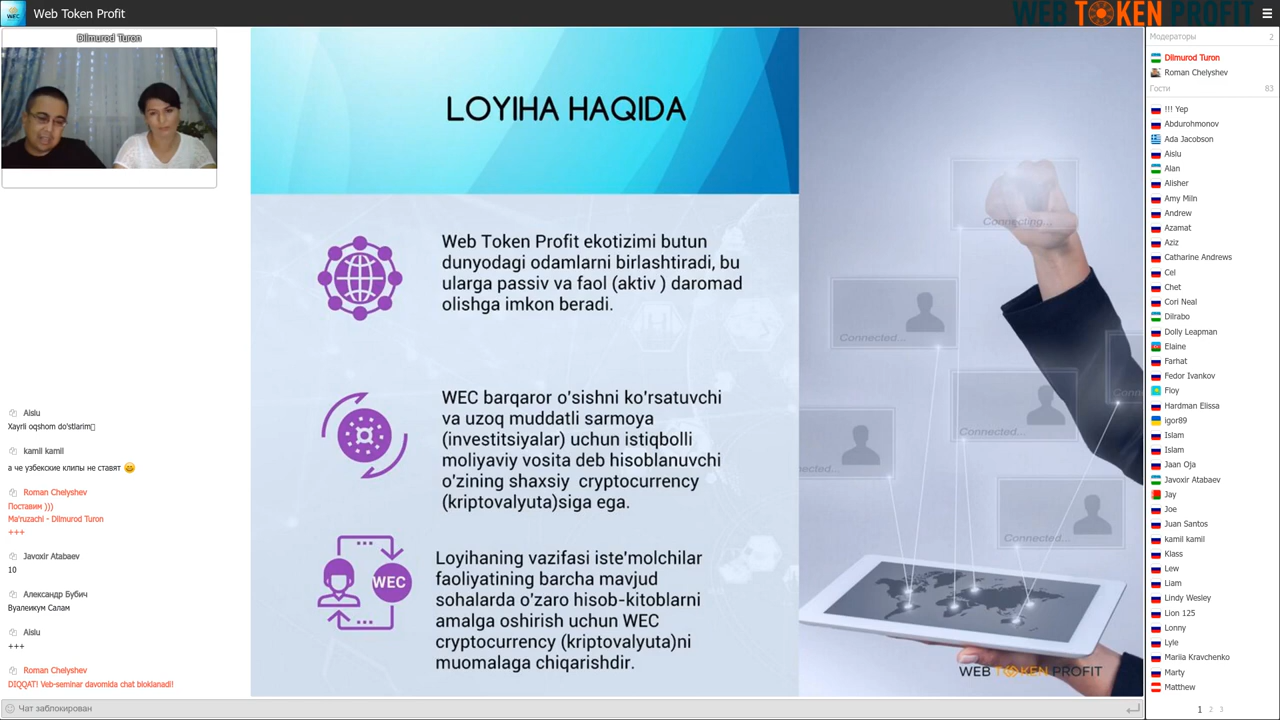 WEC
Web Token Profit
WEB TOKEN PROFIT
Dilmurod Turon
LOYIHA HAQIDA
Web Token Profit ekotizimi butun
dunyodagi odamlarni birlashtiradi, bu
ularga passiv va faol (aktiv ) daromad
olishga imkon beradi.
WEC barqaror o'sishni ko'rsatuvchi
va uzoq muddatli sarmoya
(investitsiyalar) uchun istiqbolli
moliyaviy vosita deb hisoblanuvchi
o'zining shaxsiy cryptocurrency
(kriptovalyuta)siga ega.
WEC
Loyihaning vazifasi iste'molchilar
faoliyatining barcha mavjud
sohalarda o'zaro hisob-kitoblarni
amalga oshirish uchun WEC
cryptocurrency (kriptovalyuta)ni
muomalaga chiqarishdir.
Connecting...
Connected...
Connected...
Connected...
WEB TOKEN PROFIT
Aislu
Xayrli oqshom do'stlarim
kamil kamil
а че узбекские клипы не ставят
Roman Chelyshev
Поставим )))
Ma'ruzachi - Dilmurod Turon
+++
Javoxir Atabaev
10
Александр Бубич
Вуалеикум Салам
Aislu
+++
Roman Chelyshev
DIQQAT! Veb-seminar davomida chat bloklanadi!
Чат заблокирован
Модераторы 2
Dilmurod Turon
Roman Chelyshev
Гости 83
!!! Yep
Abdurohmonov
Ada Jacobson
Aislu
Alan
Alisher
Amy Miln
Andrew
Azamat
Aziz
Catharine Andrews
Cel
Chet
Cori Neal
Dilrabo
Dolly Leapman
Elaine
Farhat
Fedor Ivankov
Floy
Hardman Elissa
igor89
Islam
Islam
Jaan Oja
Javoxir Atabaev
Jay
Joe
Juan Santos
kamil kamil
Klass
Lew
Liam
Lindy Wesley
Lion 125
Lonny
Lyle
Mariia Kravchenko
Marty
Matthew
1 2 3